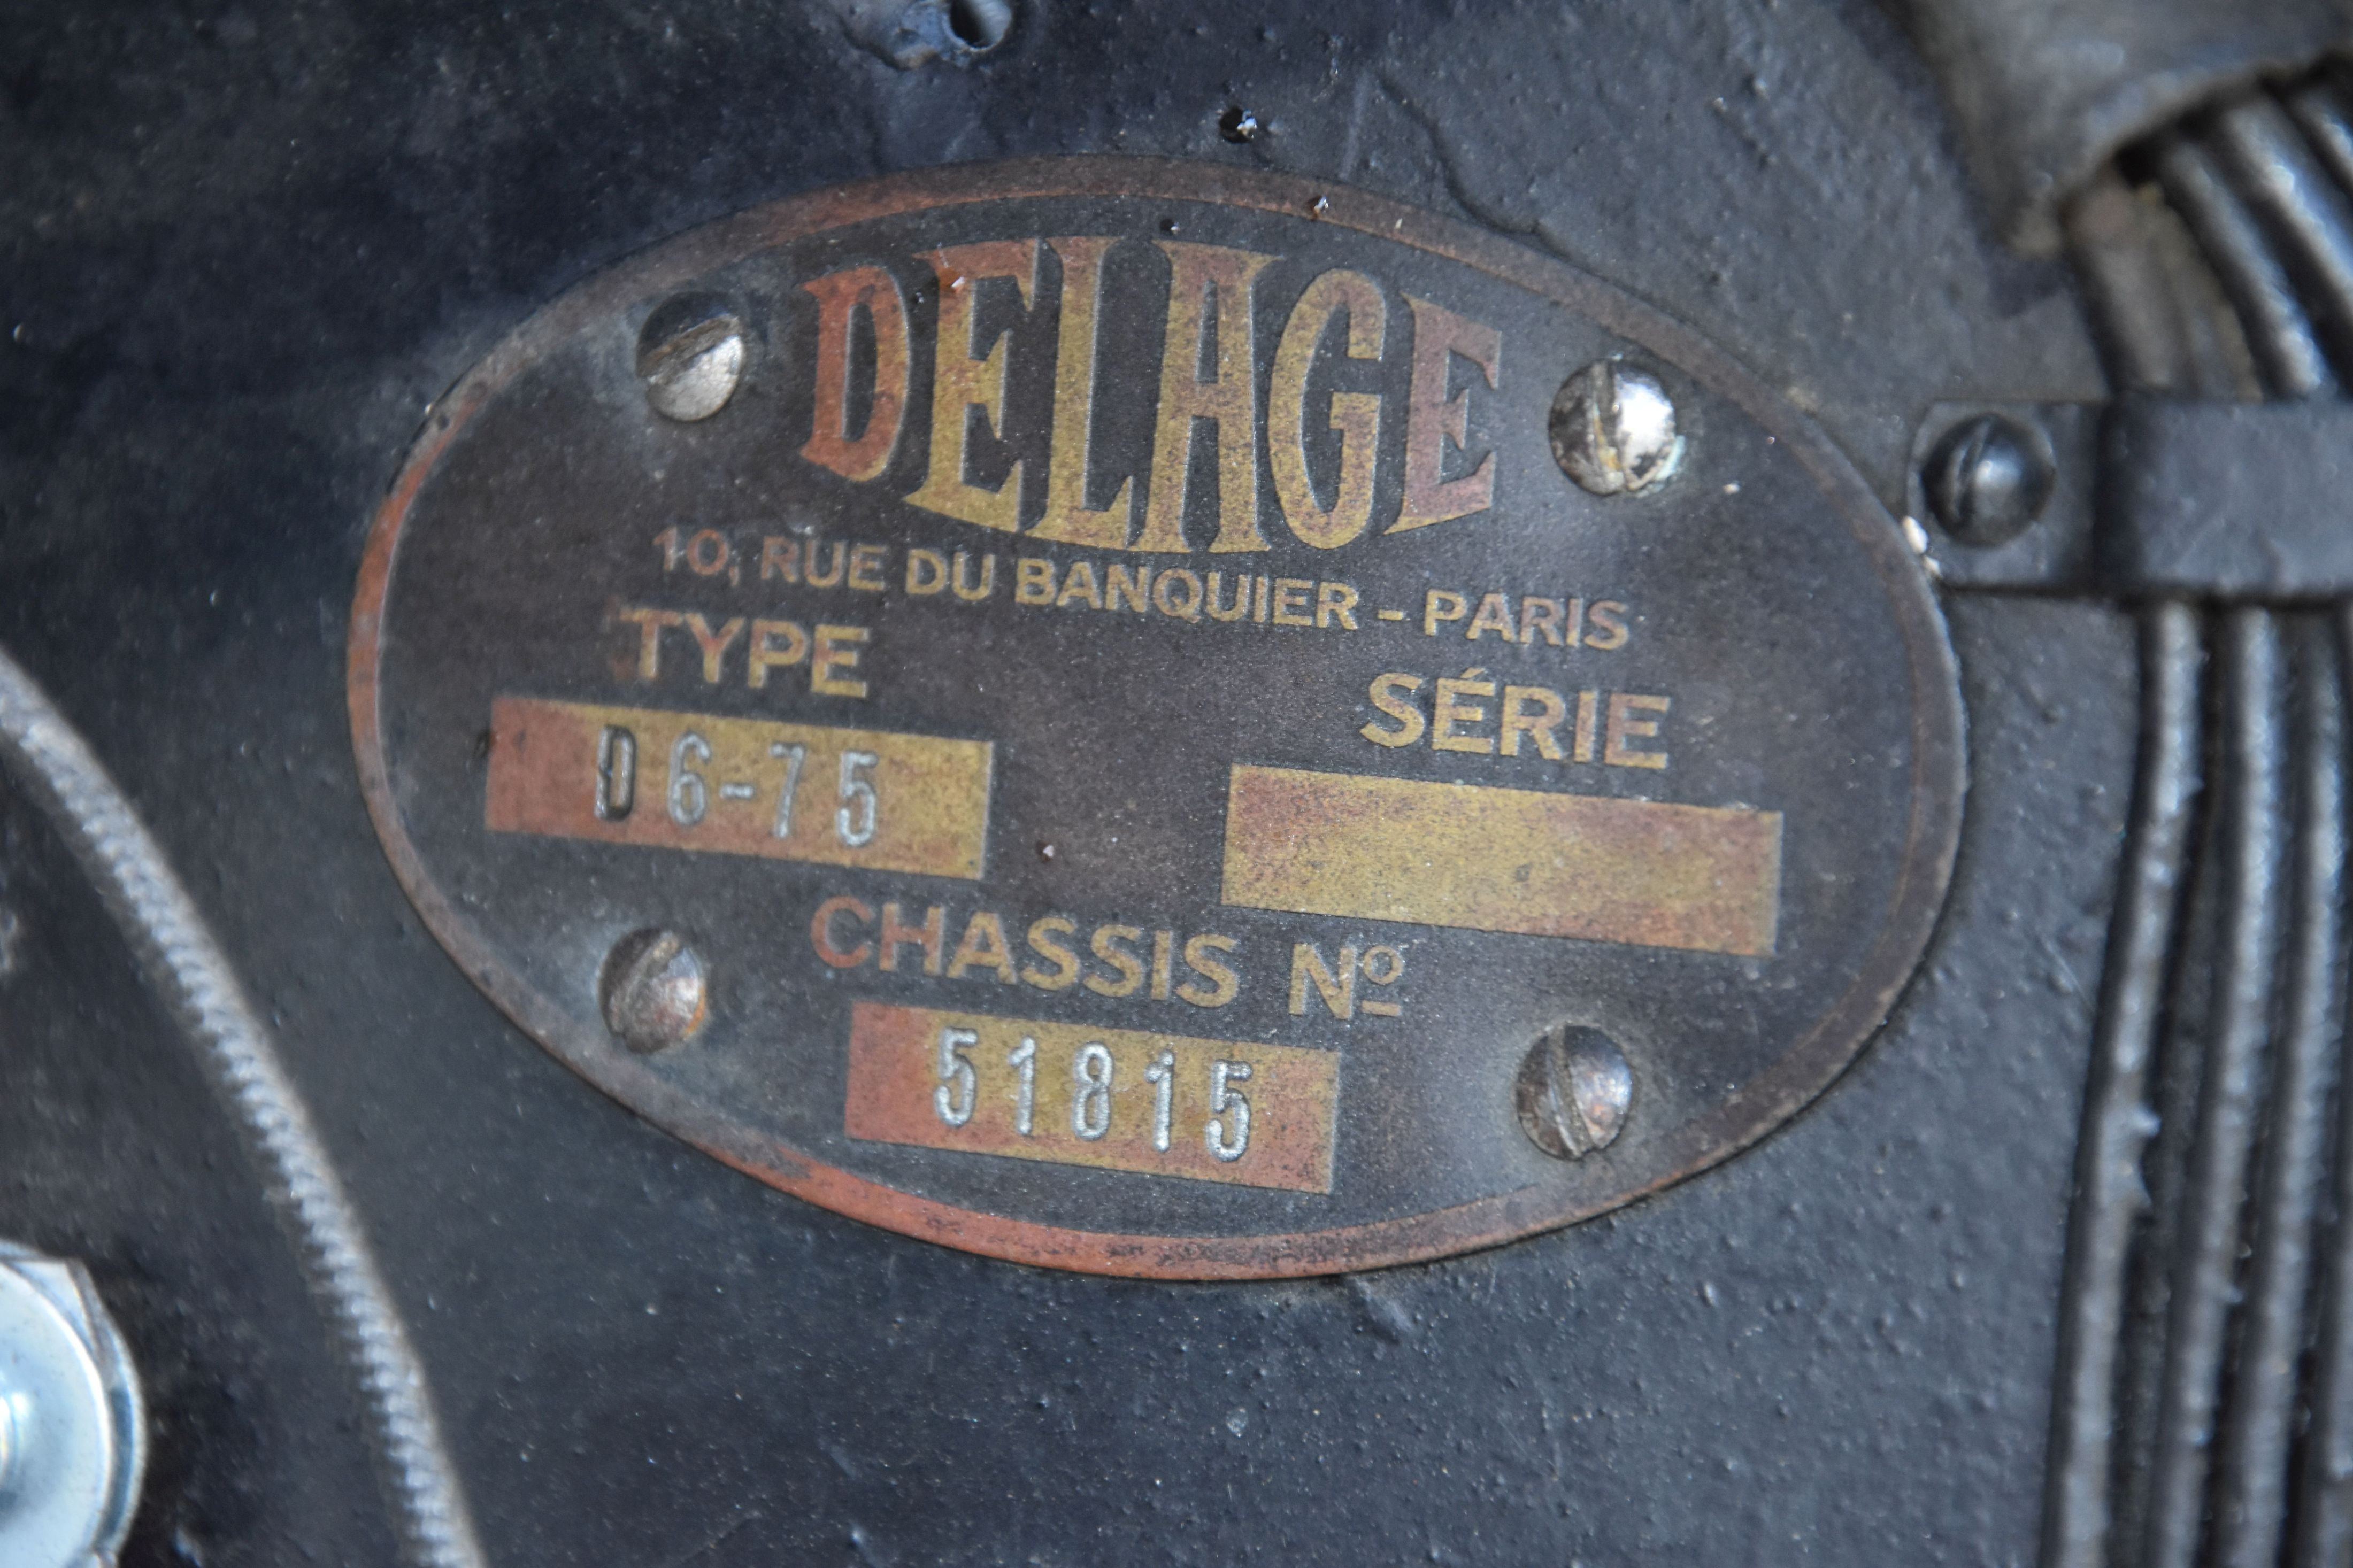 DELAGE
10, RUE DU BANQUIER - PARIS
TYPE
SÉRIE
D6-75
CHASSIS Nº
51815